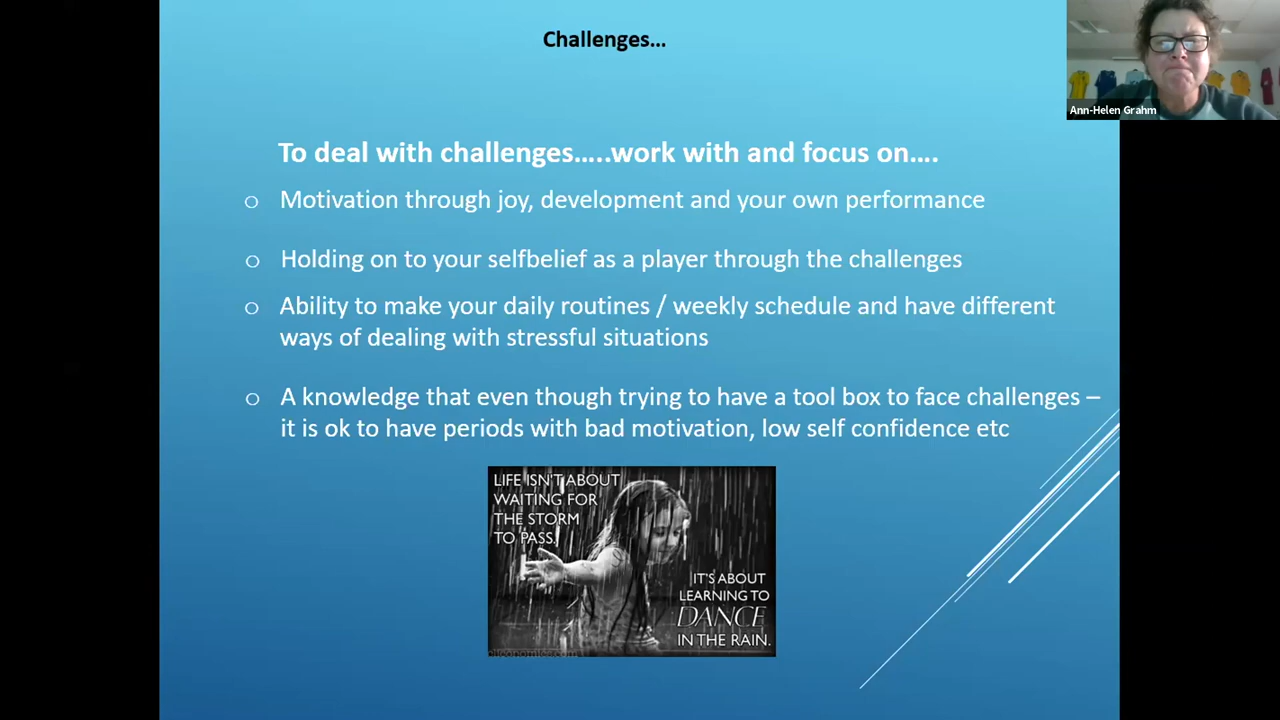 Challenges…
Ann-Helen Grahm
To deal with challenges…..work with and focus on….
o Motivation through joy, development and your own performance
o Holding on to your selfbelief as a player through the challenges
o Ability to make your daily routines / weekly schedule and have different
ways of dealing with stressful situations
o A knowledge that even though trying to have a tool box to face challenges –
it is ok to have periods with bad motivation, low self confidence etc
LIFE ISN'T ABOUT
WAITING FOR
THE STORM
TO PASS.
IT'S ABOUT
LEARNING TO
DANCE
IN THE RAIN.